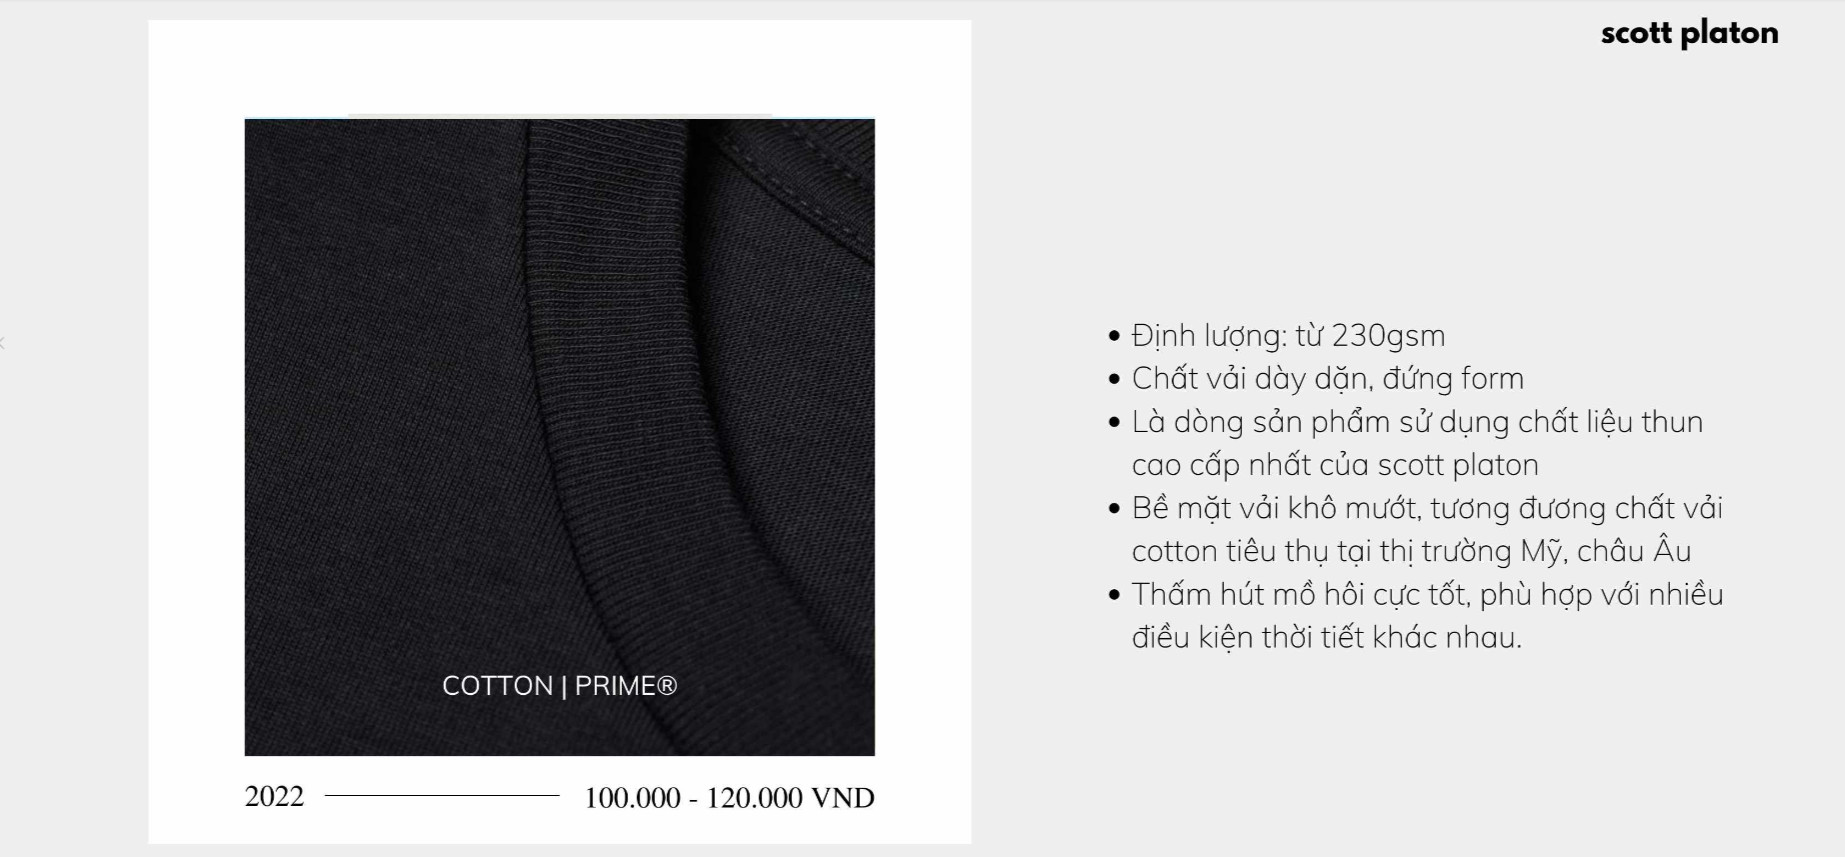 scott platon
COTTON | PRIME®
2022
100.000 - 120.000 VND
• Định lượng: từ 230gsm
• Chất vải dày dặn, đứng form
• Là dòng sản phẩm sử dụng chất liệu thun
cao cấp nhất của scott platon
• Bề mặt vải khô mướt, tương đương chất vải
cotton tiêu thụ tại thị trường Mỹ, châu Âu
• Thấm hút mồ hôi cực tốt, phù hợp với nhiều
điều kiện thời tiết khác nhau.